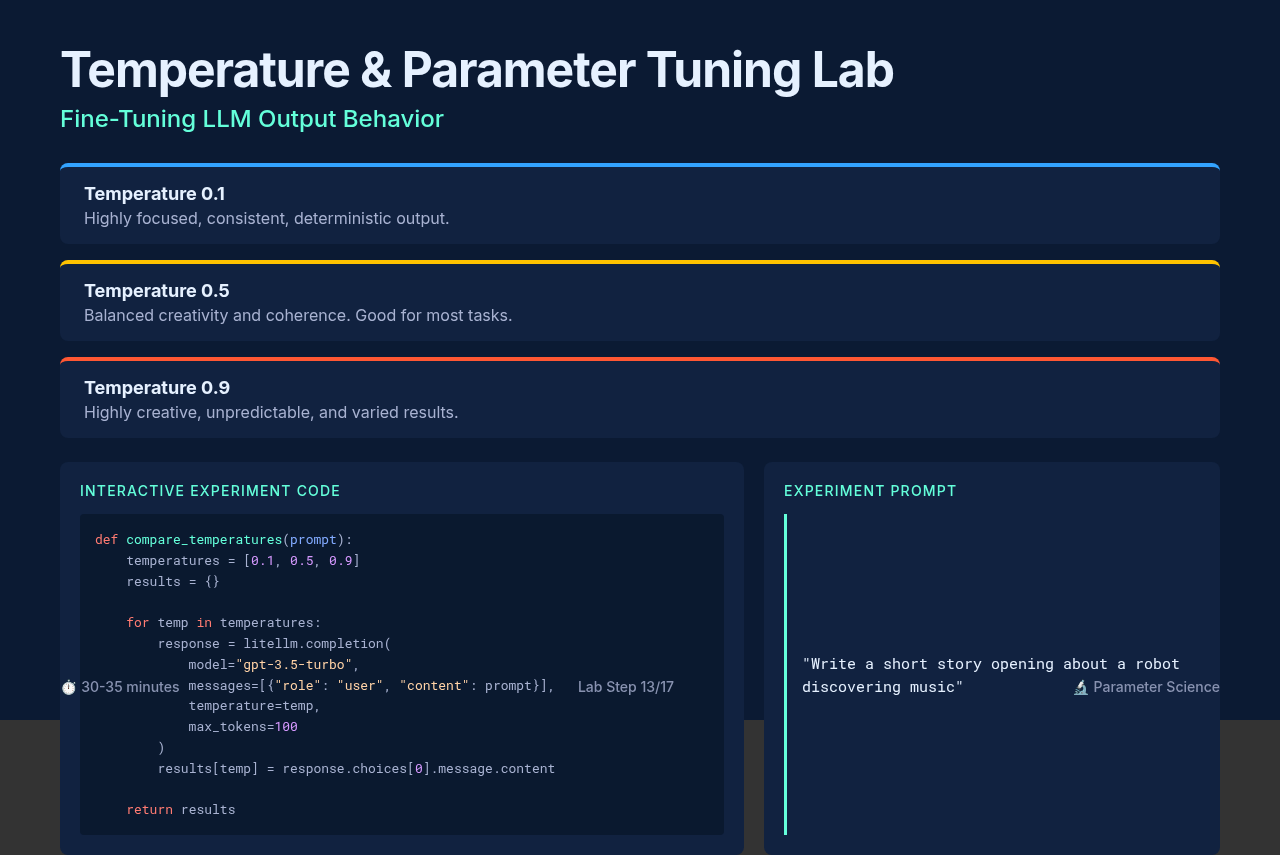 Temperature & Parameter Tuning Lab
Fine-Tuning LLM Output Behavior
Temperature 0.1
Highly focused, consistent, deterministic output.
Temperature 0.5
Balanced creativity and coherence. Good for most tasks.
Temperature 0.9
Highly creative, unpredictable, and varied results.
INTERACTIVE EXPERIMENT CODE
def compare_temperatures(prompt):
    temperatures = [0.1, 0.5, 0.9]
    results = {}
    for temp in temperatures:
        response = litellm.completion(
            model="gpt-3.5-turbo",
            messages=[{"role": "user", "content": prompt}],
            temperature=temp,
            max_tokens=100
        )
        results[temp] = response.choices[0].message.content
    return results
EXPERIMENT PROMPT
"Write a short story opening about a robot
discovering music"
⏱️ 30-35 minutes
Lab Step 13/17
🔬 Parameter Science